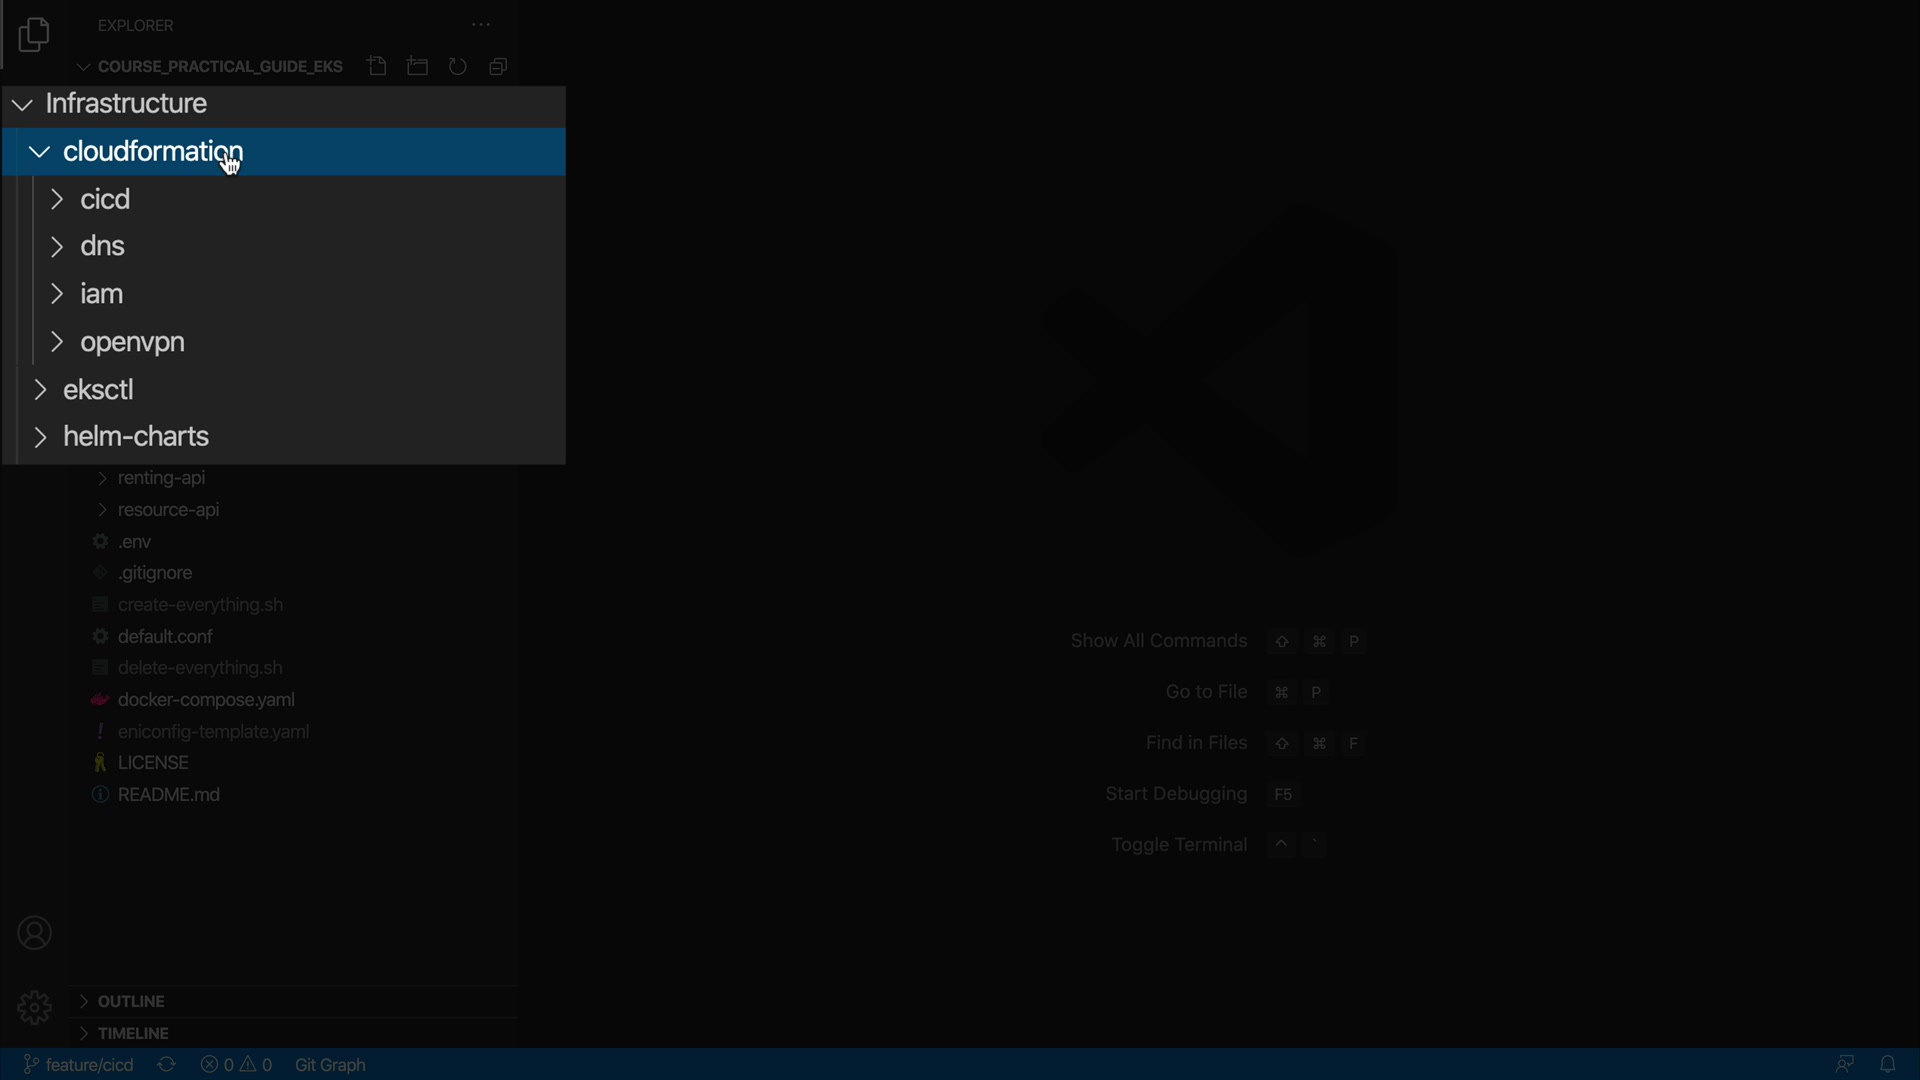 EXPLORER
COURSE_PRACTICAL_GUIDE_EKS
Infrastructure
cloudformation
cicd
dns
iam
openvpn
eksctl
helm-charts
renting-api
resource-api
.env
.gitignore
create-everything.sh
default.conf
delete-everything.sh
docker-compose.yaml
! eniconfig-template.yaml
LICENSE
README.md
Show All Commands ⇧ ⌘ P
Go to File ⌘ P
Find in Files ⇧ ⌘ F
Start Debugging F5
Toggle Terminal ^ `
OUTLINE
TIMELINE
feature/cicd 0 0 Git Graph